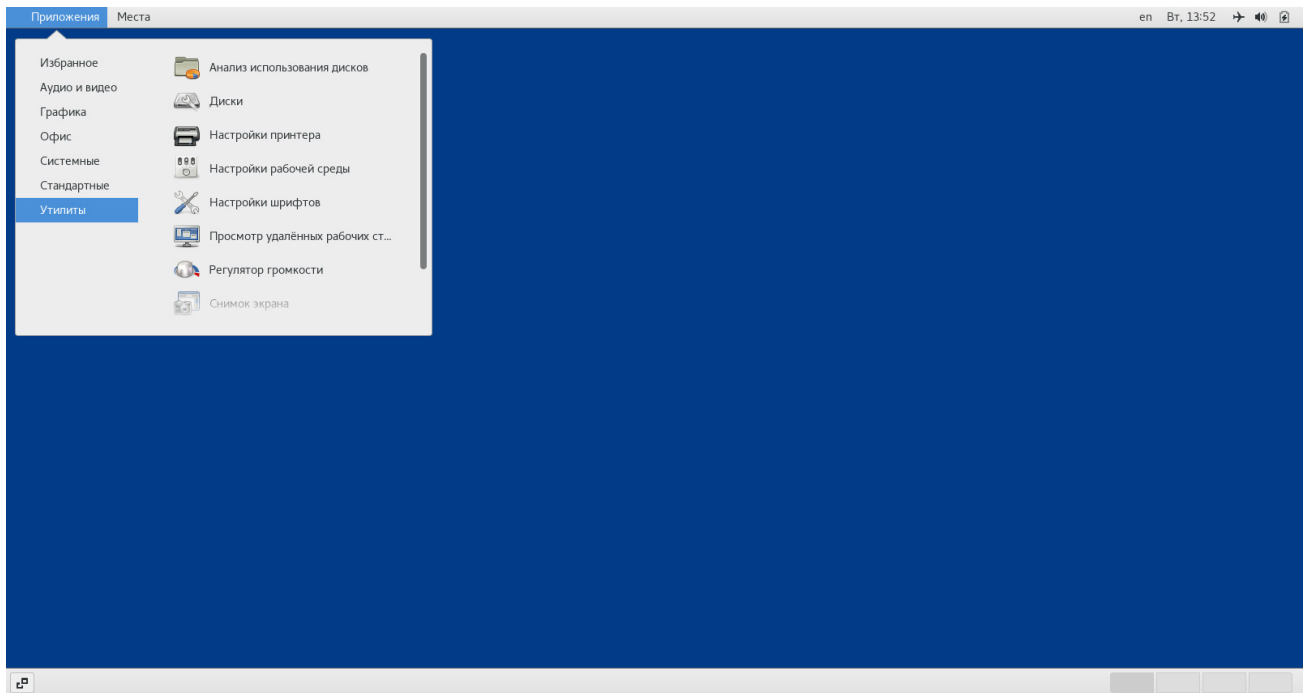 Приложения Места
en Вт, 13:52
Избранное
Аудио и видео
Графика
Офис
Системные
Стандартные
Утилиты
Анализ использования дисков
Диски
Настройки принтера
Настройки рабочей среды
Настройки шрифтов
Просмотр удалённых рабочих ст...
Регулятор громкости
Снимок экрана